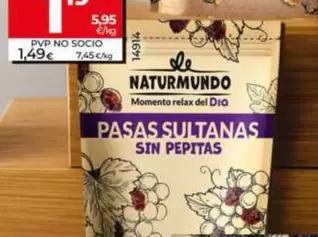 5,95
€/kg
PVP NO SOCIO
1,49€ 7,45€/kg
14914
NATURMUNDO
Momento relax del Dia
PASAS SULTANAS
SIN PEPITAS